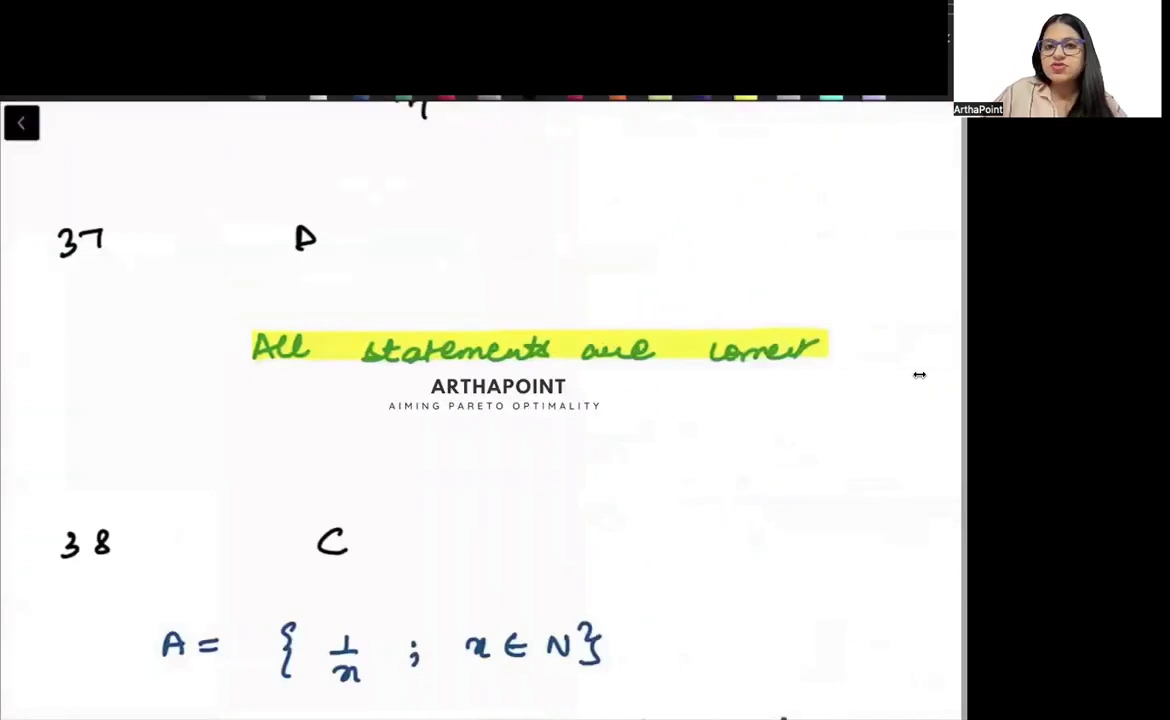 ArthaPoint
37 D
All statements are correct
ARTHAPOINT
AIMING PARETO OPTIMALITY
38 C
A = { 1/n ; n ∈ N }